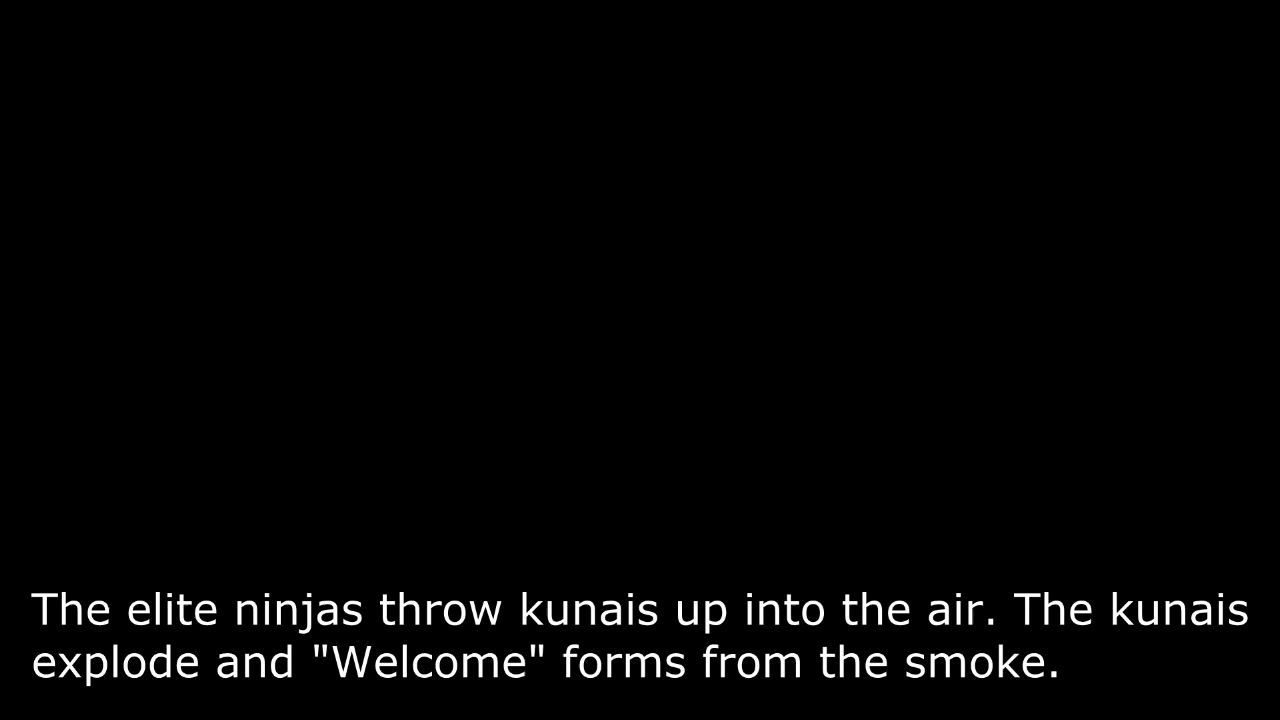 The elite ninjas throw kunais up into the air. The kunais
explode and "Welcome" forms from the smoke.